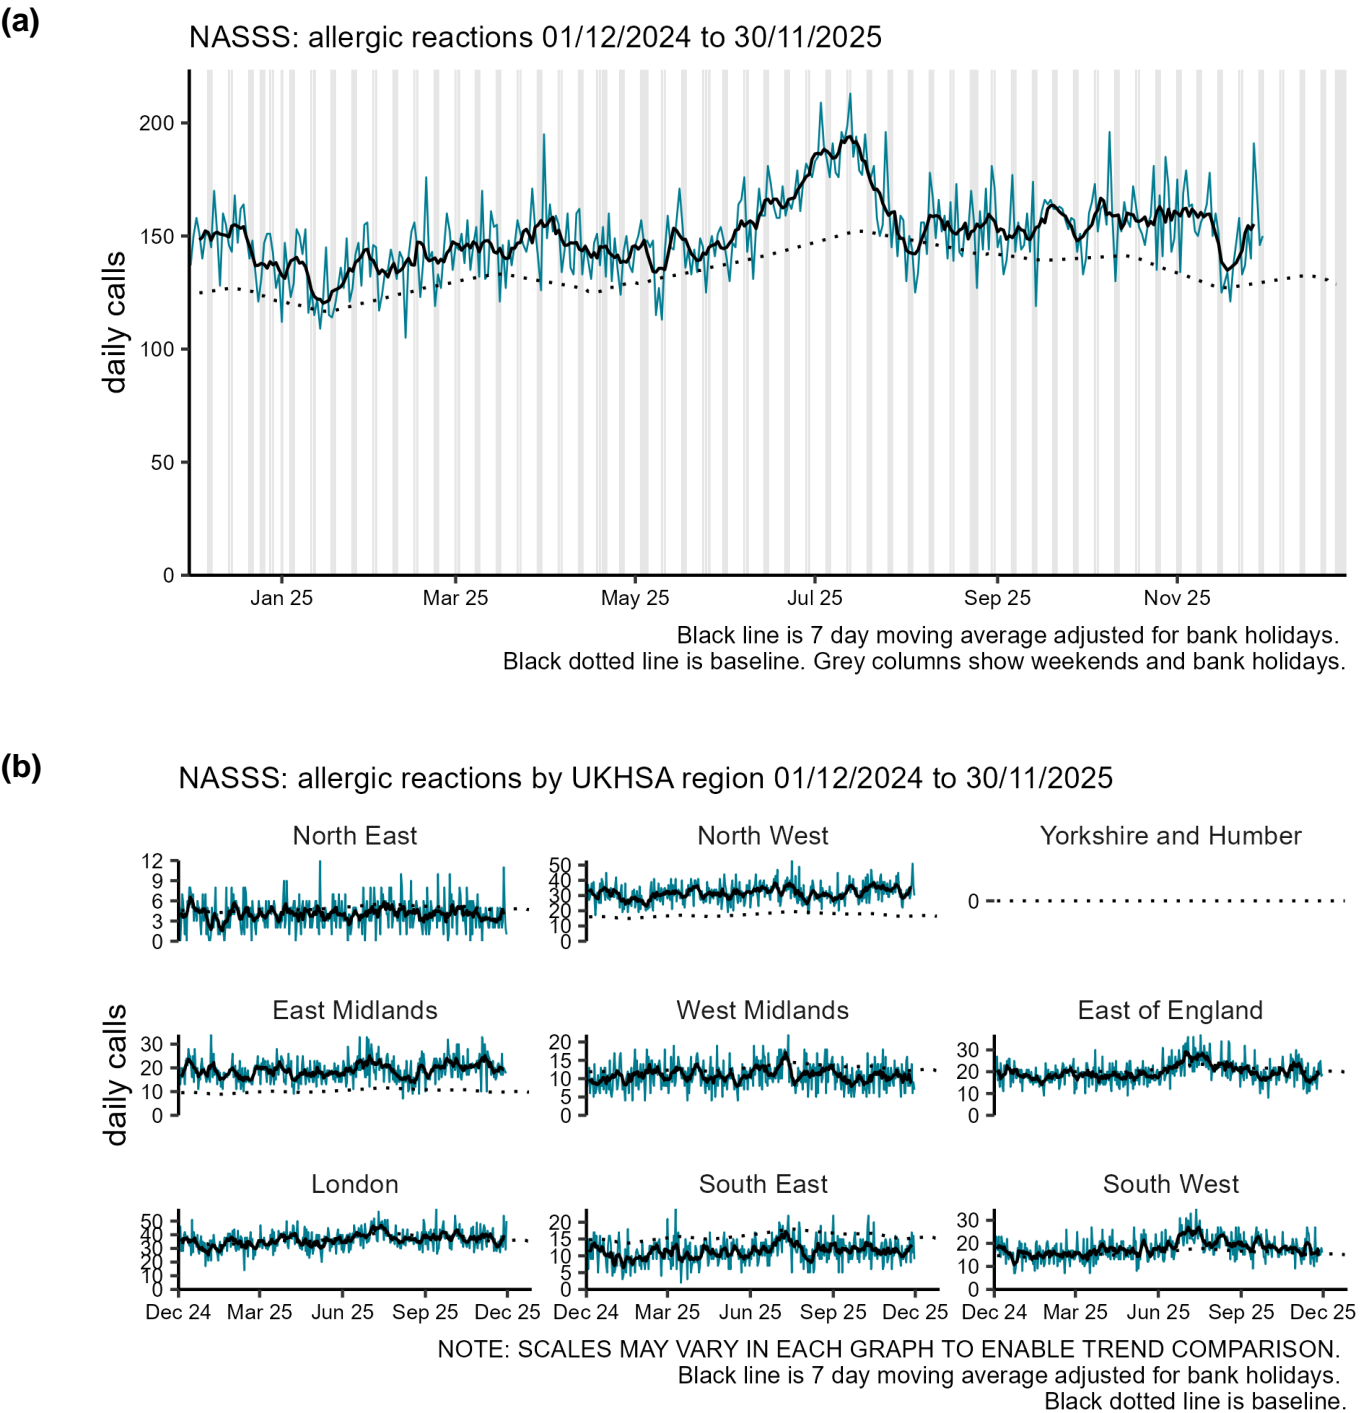 (a)
NASSS: allergic reactions 01/12/2024 to 30/11/2025
daily calls
200
150
100
50
0
Jan 25 Mar 25 May 25 Jul 25 Sep 25 Nov 25
Black line is 7 day moving average adjusted for bank holidays.
Black dotted line is baseline. Grey columns show weekends and bank holidays.
(b)
NASSS: allergic reactions by UKHSA region 01/12/2024 to 30/11/2025
daily calls
North East
12
9
6
3
0
North West
50
40
30
20
10
0
Yorkshire and Humber
0
East Midlands
30
20
10
0
West Midlands
20
15
10
5
0
East of England
30
20
10
0
London
50
40
30
20
10
0
South East
20
15
10
5
0
South West
30
20
10
0
Dec 24 Mar 25 Jun 25 Sep 25 Dec 25 Dec 24 Mar 25 Jun 25 Sep 25 Dec 25 Dec 24 Mar 25 Jun 25 Sep 25 Dec 25
NOTE: SCALES MAY VARY IN EACH GRAPH TO ENABLE TREND COMPARISON.
Black line is 7 day moving average adjusted for bank holidays.
Black dotted line is baseline.